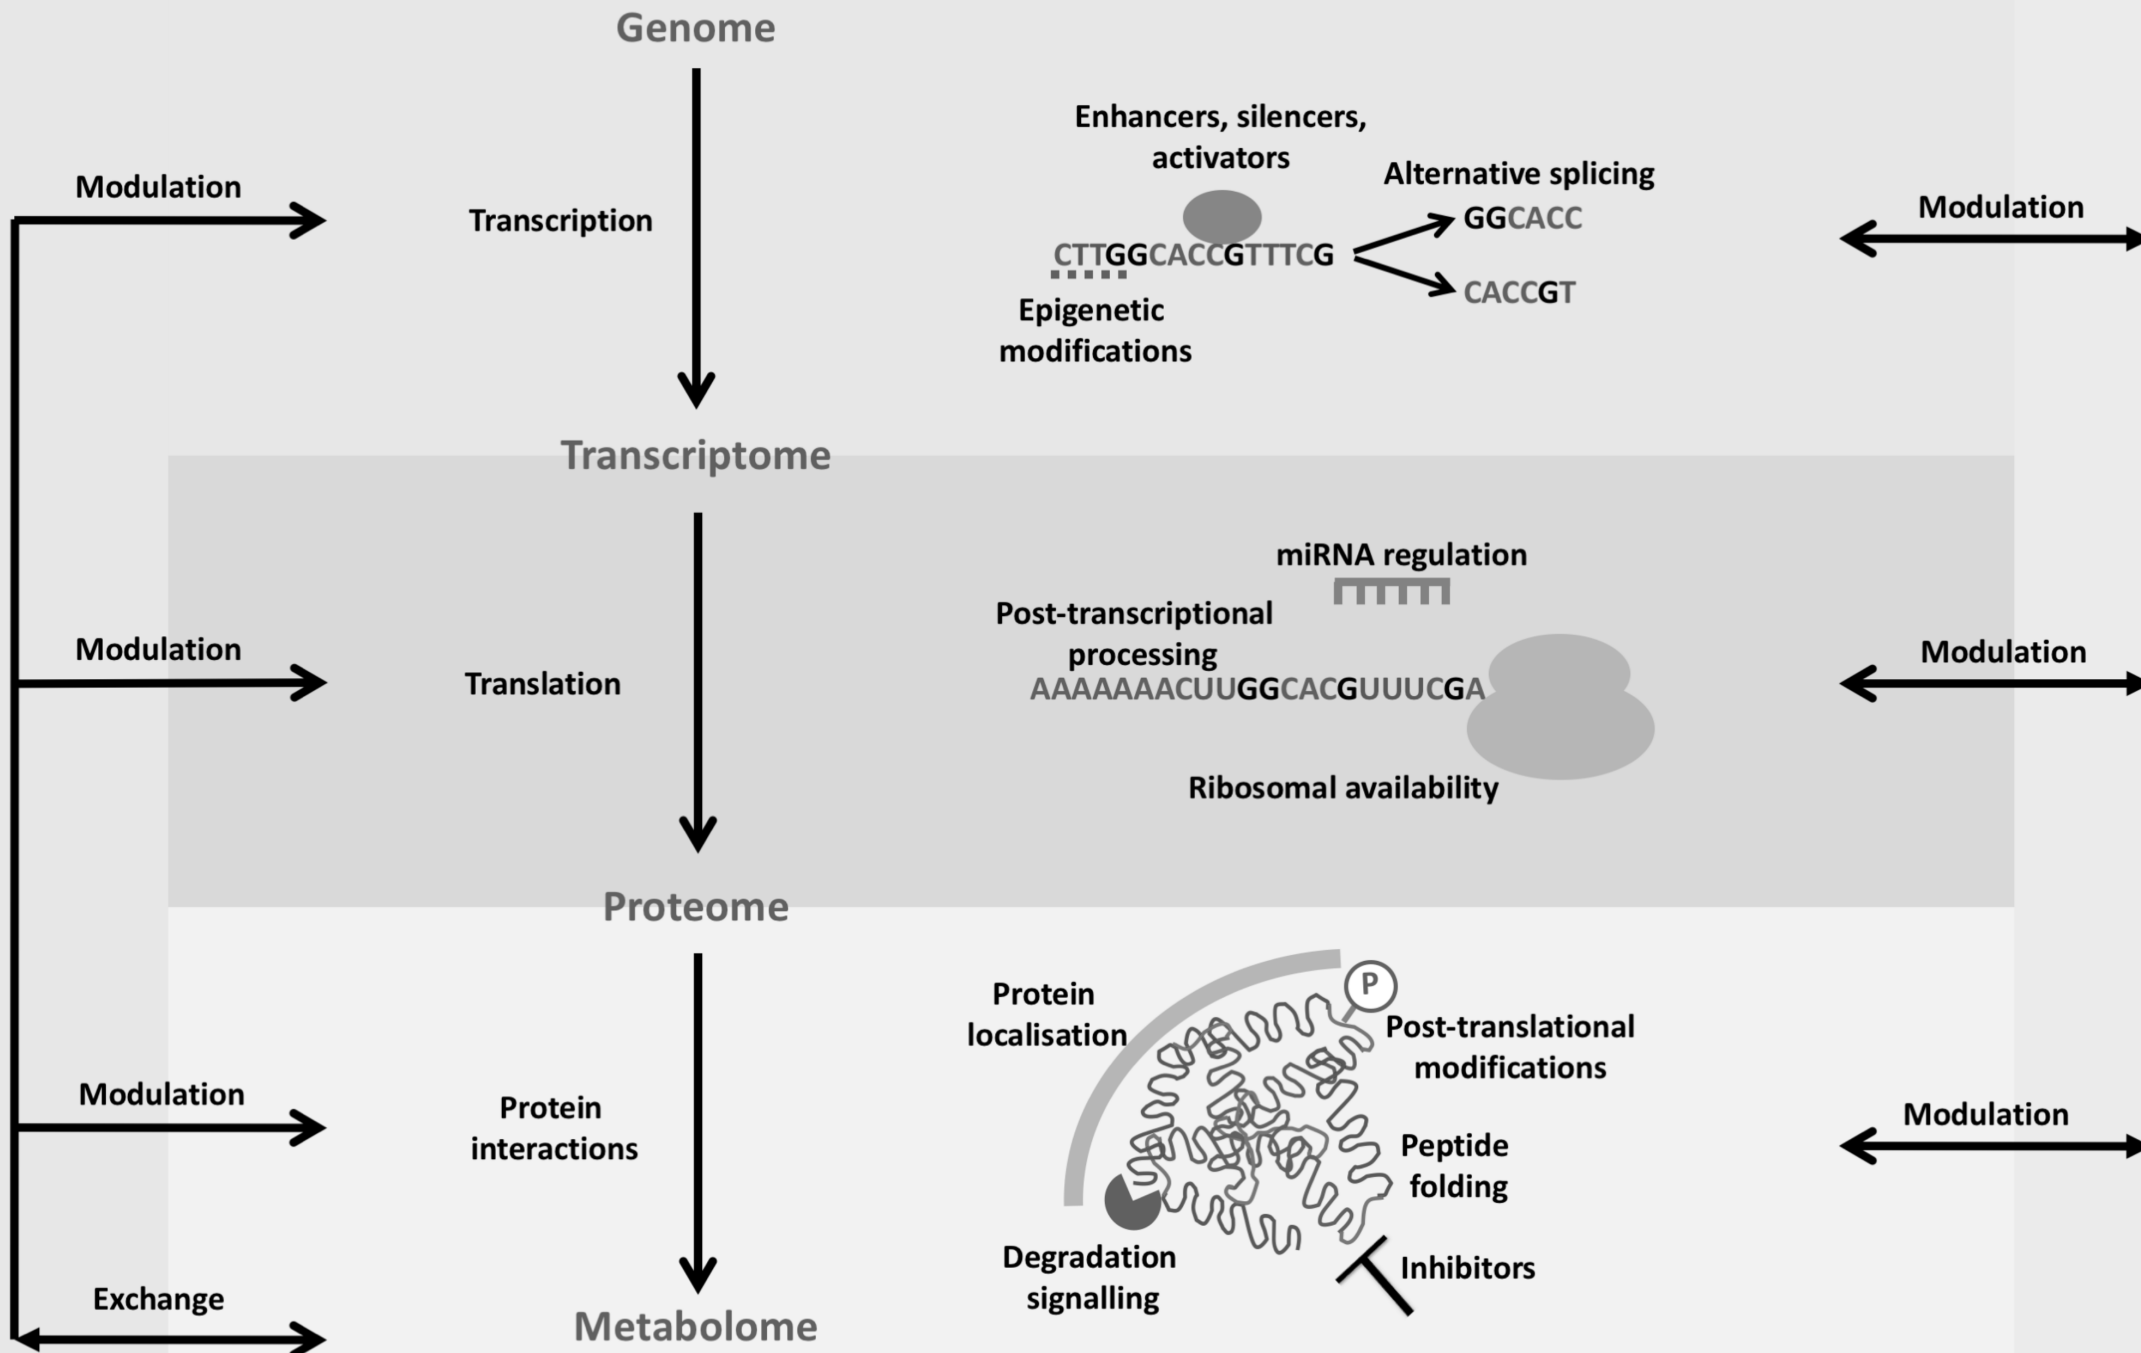 Genome
Enhancers, silencers,
activators
Alternative splicing
Modulation
Transcription
GGCACC
Modulation
CTTGGCACCGTTTCG
CACCGT
Epigenetic
modifications
Transcriptome
miRNA regulation
Post-transcriptional
processing
Modulation
Translation
AAAAAAACUUGGCACGUUUCGA
Modulation
Ribosomal availability
Proteome
Protein
localisation
P
Post-translational
modifications
Modulation
Protein
interactions
Modulation
Peptide
folding
Degradation
signalling
Inhibitors
Exchange
Metabolome